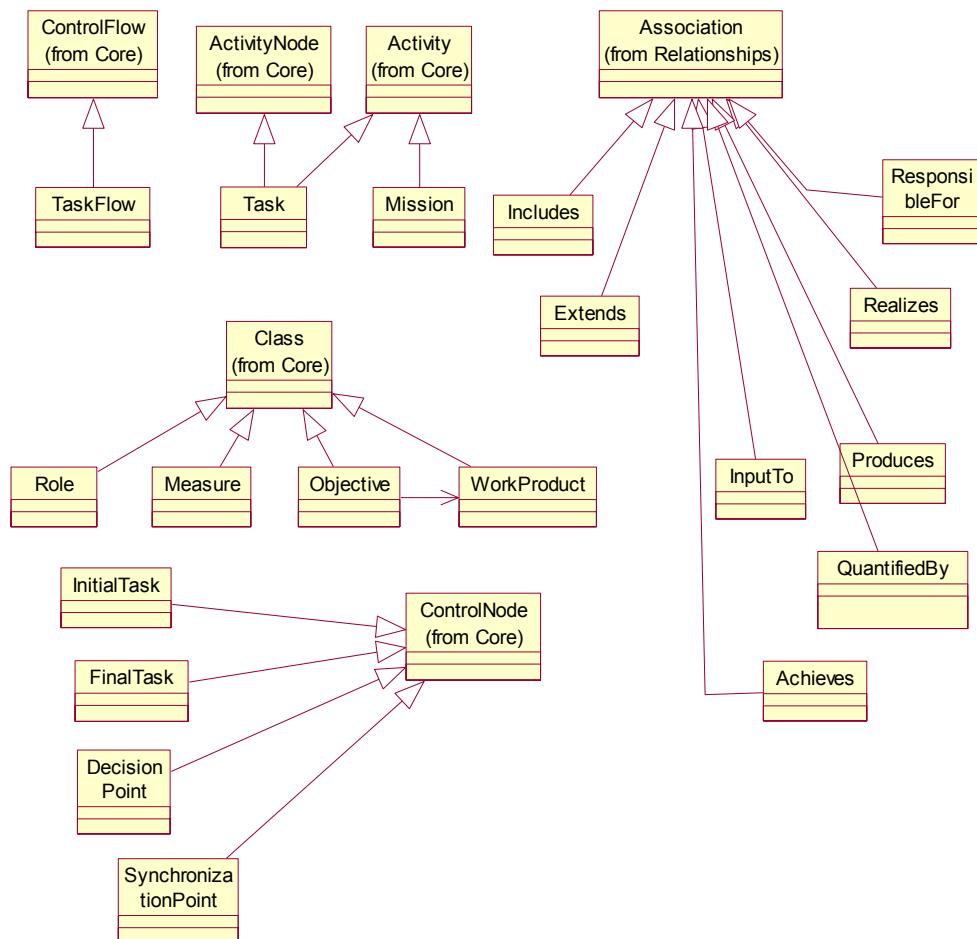 ControlFlow
(from Core)
ActivityNode
(from Core)
Activity
(from Core)
Association
(from Relationships)
TaskFlow
Task
Mission
Includes
Responsi
bleFor
Extends
Realizes
Class
(from Core)
Role
Measure
Objective
WorkProduct
InputTo
Produces
QuantifiedBy
InitialTask
ControlNode
(from Core)
FinalTask
Achieves
Decision
Point
Synchroniza
tionPoint